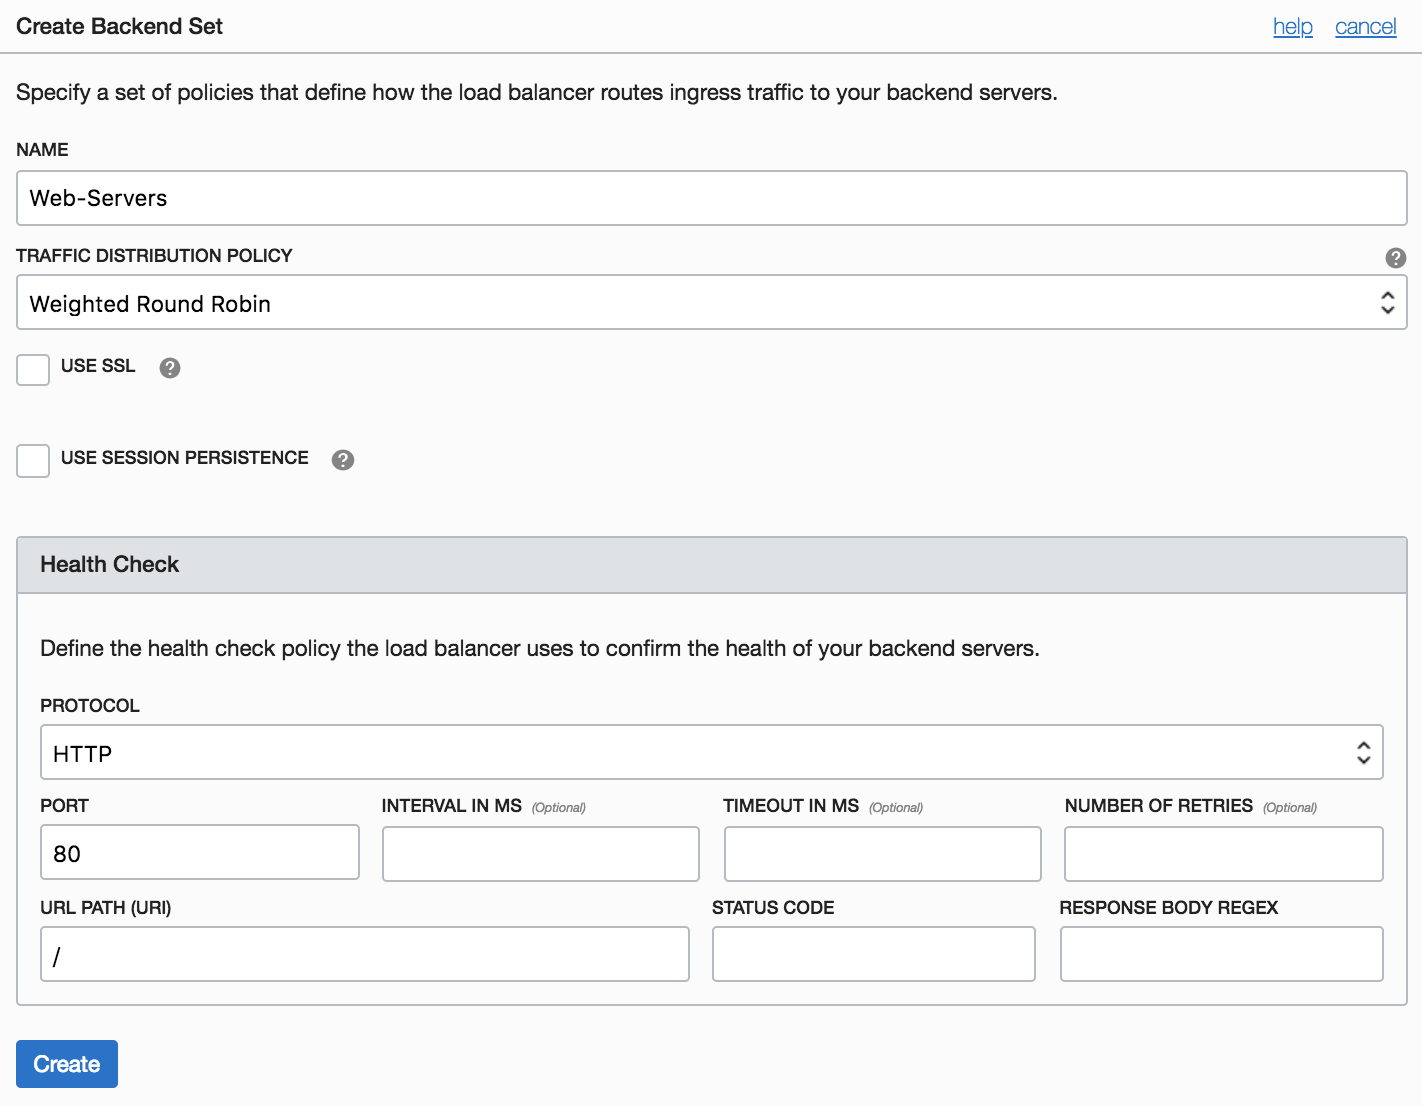 Create Backend Set help cancel
Specify a set of policies that define how the load balancer routes ingress traffic to your backend servers.
NAME
Web-Servers
TRAFFIC DISTRIBUTION POLICY ?
Weighted Round Robin
USE SSL ?
USE SESSION PERSISTENCE ?
Health Check
Define the health check policy the load balancer uses to confirm the health of your backend servers.
PROTOCOL
HTTP
PORT INTERVAL IN MS (Optional) TIMEOUT IN MS (Optional) NUMBER OF RETRIES (Optional)
80
URL PATH (URI) STATUS CODE RESPONSE BODY REGEX
/
Create